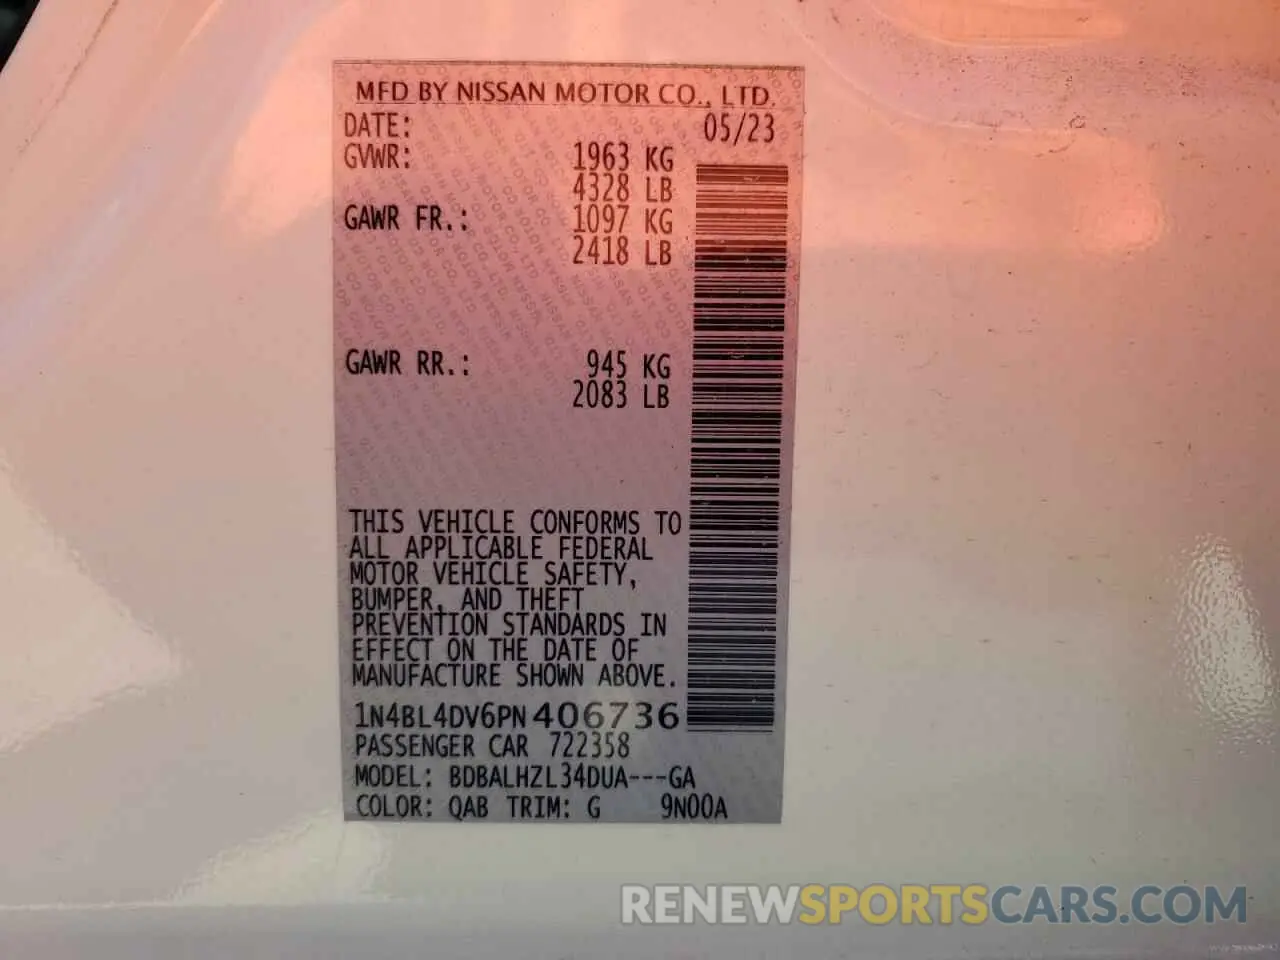 MFD BY NISSAN MOTOR CO., LTD.
DATE: 05/23
GVWR: 1963 KG
4328 LB
GAWR FR.: 1097 KG
2418 LB
GAWR RR.: 945 KG
2083 LB
THIS VEHICLE CONFORMS TO
ALL APPLICABLE FEDERAL
MOTOR VEHICLE SAFETY,
BUMPER, AND THEFT
PREVENTION STANDARDS IN
EFFECT ON THE DATE OF
MANUFACTURE SHOWN ABOVE.
1N4BL4DV6PN406736
PASSENGER CAR 722358
MODEL: BDBALHZL34DUA---GA
COLOR: QAB TRIM: G 9N00A
RENEWSPORTSCARS.COM